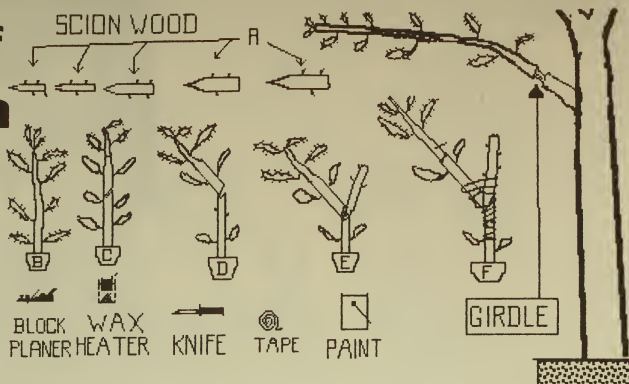 SCION WOOD
A
B
C
D
E
F
BLOCK
PLANER
WAX
HEATER
KNIFE
TAPE
PAINT
GIRDLE